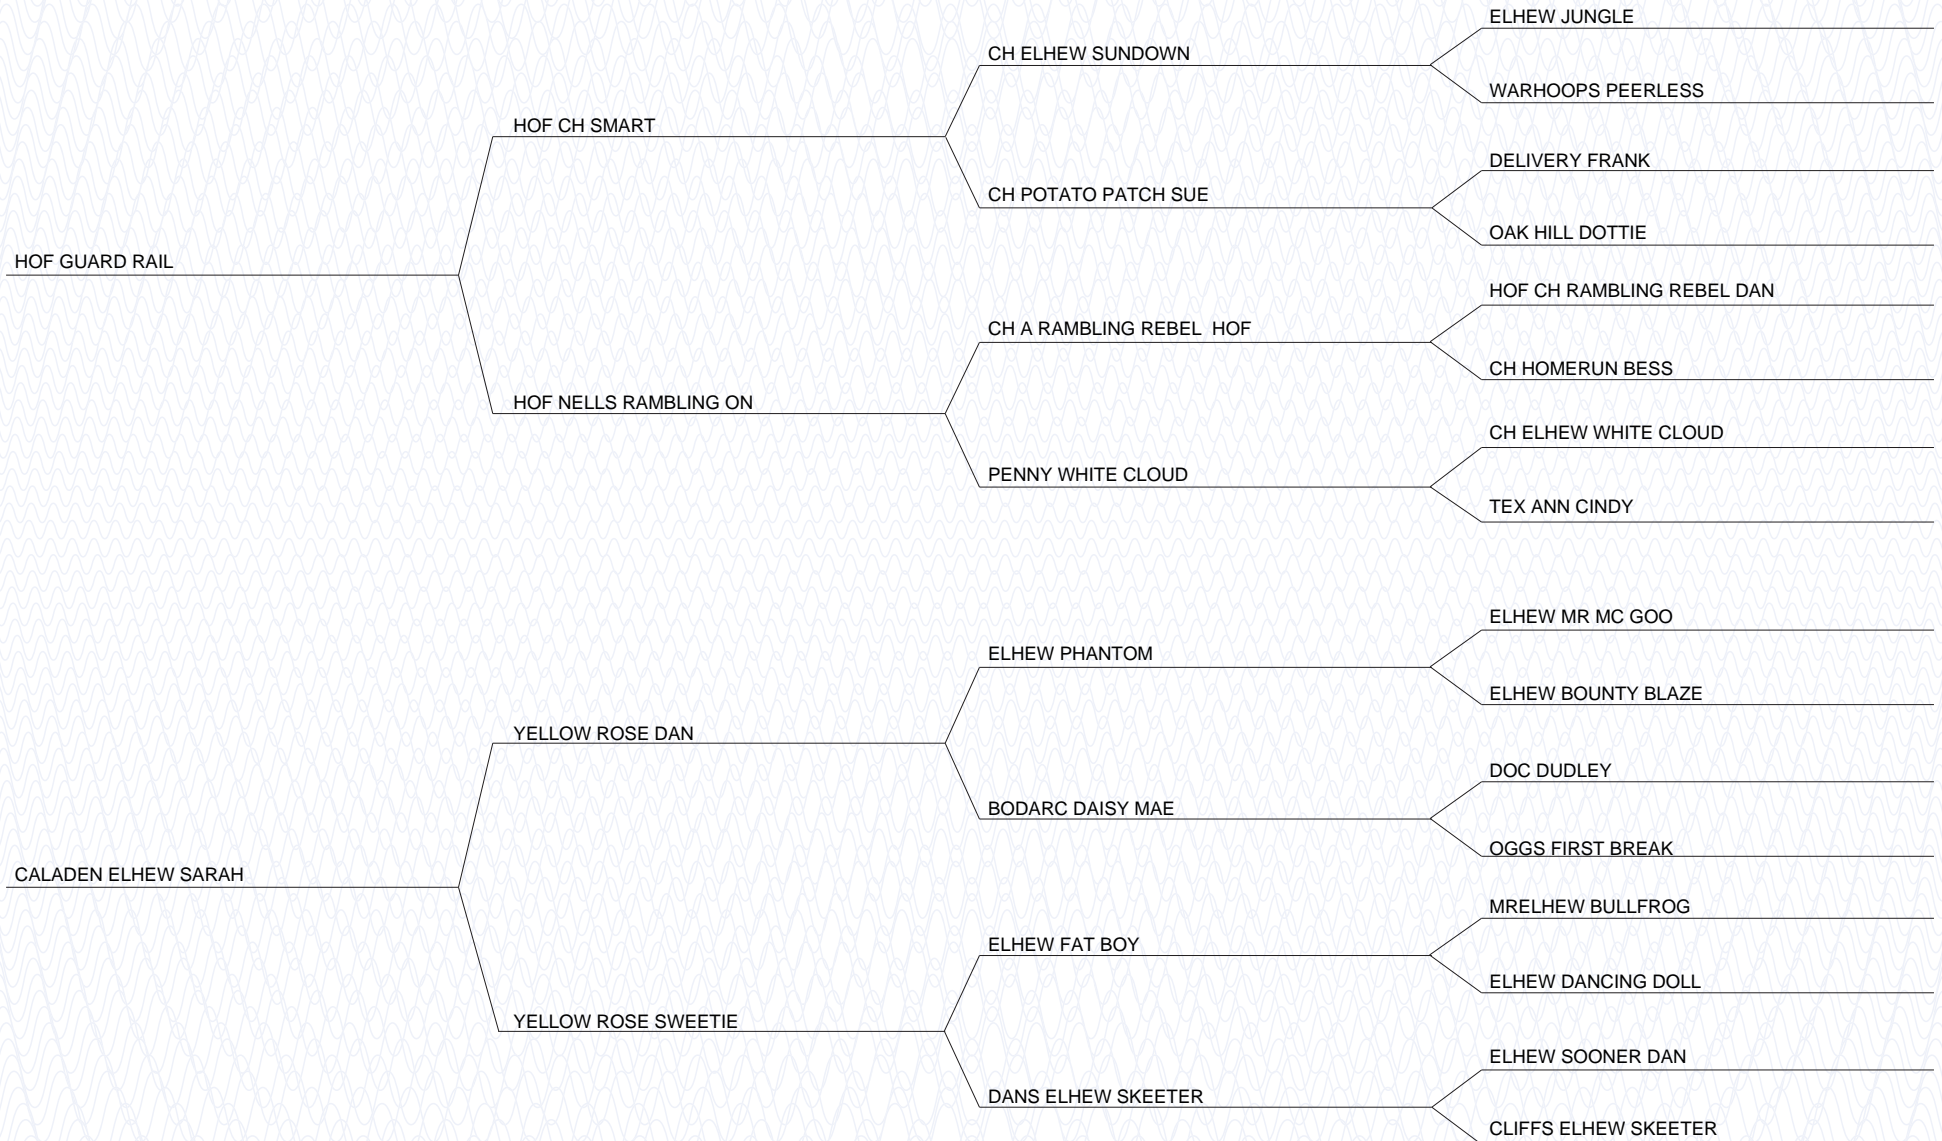 ELHEW JUNGLE
CH ELHEW SUNDOWN
WARHOOPS PEERLESS
HOF CH SMART
DELIVERY FRANK
CH POTATO PATCH SUE
OAK HILL DOTTIE
HOF GUARD RAIL
HOF CH RAMBLING REBEL DAN
CH A RAMBLING REBEL  HOF
CH HOMERUN BESS
HOF NELLS RAMBLING ON
CH ELHEW WHITE CLOUD
PENNY WHITE CLOUD
TEX ANN CINDY
ELHEW MR MC GOO
ELHEW PHANTOM
ELHEW BOUNTY BLAZE
YELLOW ROSE DAN
DOC DUDLEY
BODARC DAISY MAE
OGGS FIRST BREAK
CALADEN ELHEW SARAH
MRELHEW BULLFROG
ELHEW FAT BOY
ELHEW DANCING DOLL
YELLOW ROSE SWEETIE
ELHEW SOONER DAN
DANS ELHEW SKEETER
CLIFFS ELHEW SKEETER